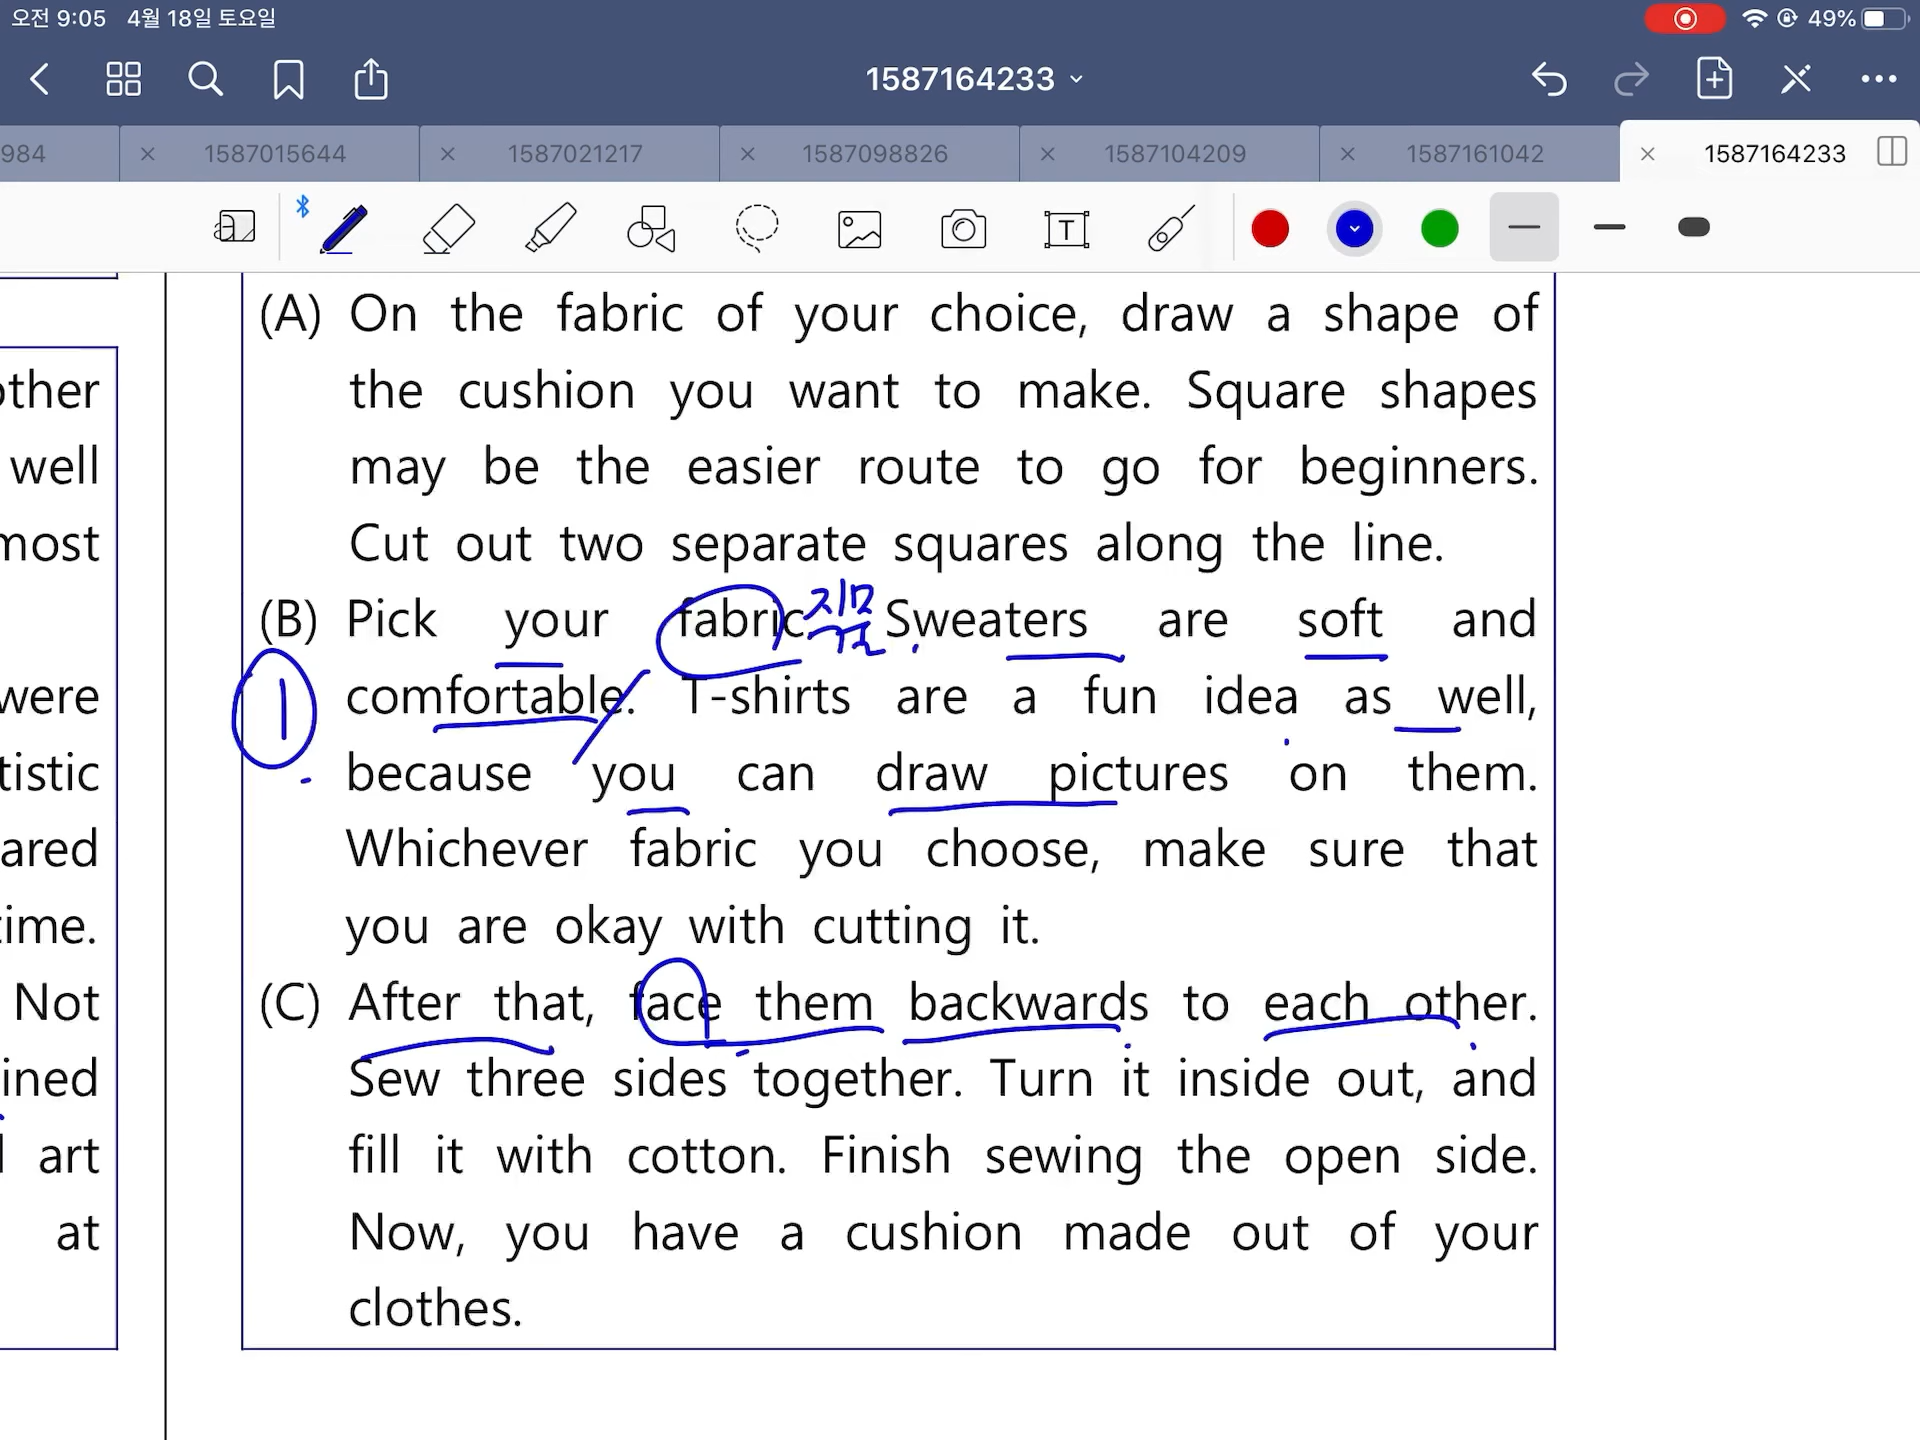 오전 9:05 4월 18일 토요일
49%
1587164233
984
1587015644
1587021217
1587098826
1587104209
1587161042
1587164233
other
well
most
were
tistic
ared
time.
Not
ined
art
at
(A) On the fabric of your choice, draw a shape of
the cushion you want to make. Square shapes
may be the easier route to go for beginners.
Cut out two separate squares along the line.
(B) Pick your fabric. Sweaters are soft and
1 comfortable. T-shirts are a fun idea as well,
because you can draw pictures on them.
Whichever fabric you choose, make sure that
you are okay with cutting it.
(C) After that, face them backwards to each other.
Sew three sides together. Turn it inside out, and
fill it with cotton. Finish sewing the open side.
Now, you have a cushion made out of your
clothes.